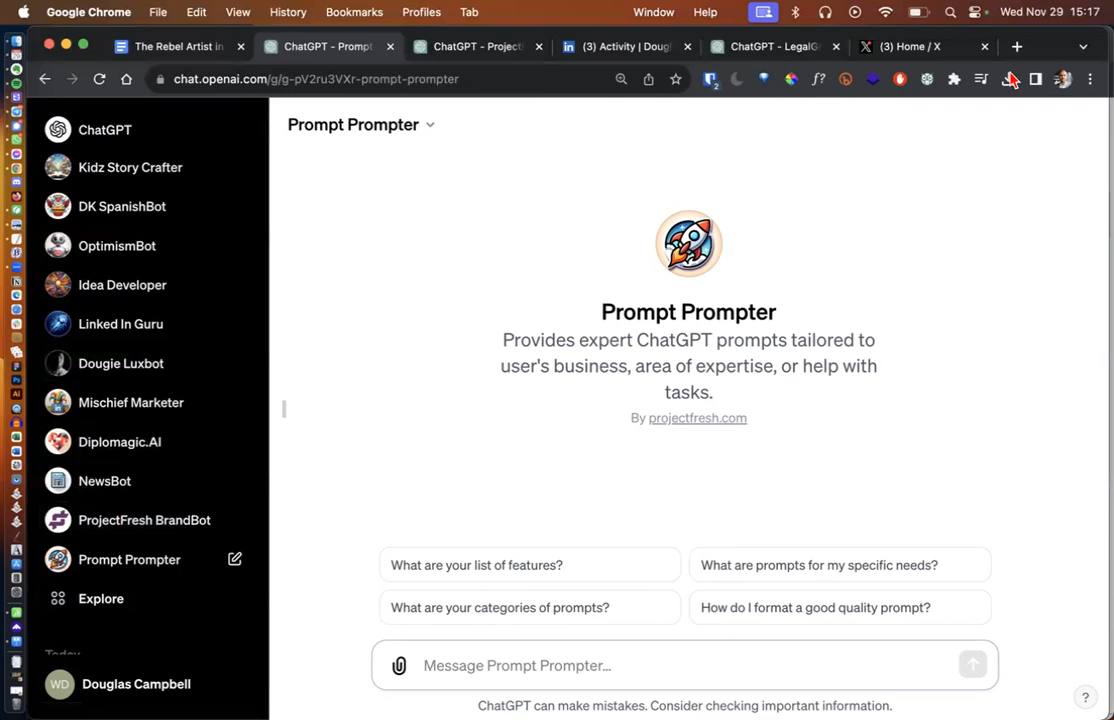 Google Chrome File Edit View History Bookmarks Profiles Tab Window Help Wed Nov 29 15:17
The Rebel Artist in
ChatGPT - Prompt
ChatGPT - Project
(3) Activity | Doug
ChatGPT - LegalG
(3) Home / X
chat.openai.com/g/g-pV2ru3VXr-prompt-prompter
f?
2
ChatGPT
Kidz Story Crafter
DK SpanishBot
OptimismBot
Idea Developer
Linked In Guru
Dougie Luxbot
Mischief Marketer
Diplomagic.AI
NewsBot
ProjectFresh BrandBot
Prompt Prompter
Explore
Today
WD Douglas Campbell
Prompt Prompter
Prompt Prompter
Provides expert ChatGPT prompts tailored to
user's business, area of expertise, or help with
tasks.
By projectfresh.com
What are your list of features?
What are prompts for my specific needs?
What are your categories of prompts?
How do I format a good quality prompt?
Message Prompt Prompter...
ChatGPT can make mistakes. Consider checking important information.
?